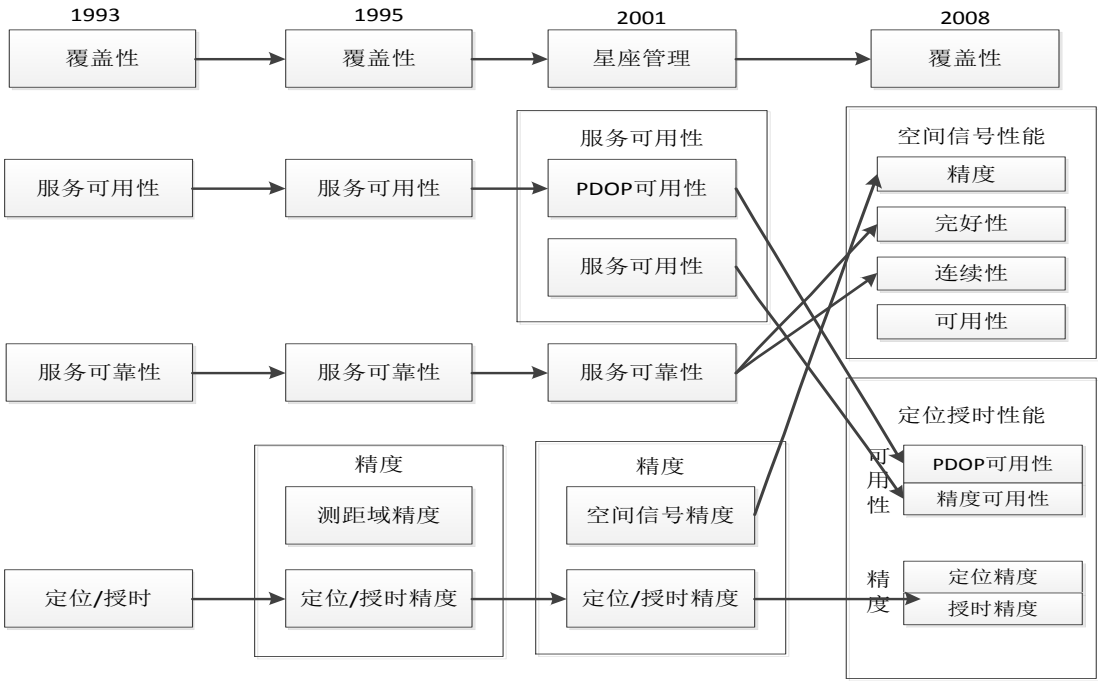 1993
1995
2001
2008
覆盖性
覆盖性
星座管理
覆盖性
服务可用性
服务可用性
服务可用性
PDOP可用性
服务可用性
空间信号性能
精度
完好性
连续性
可用性
服务可靠性
服务可靠性
服务可靠性
定位/授时
精度
测距域精度
定位/授时精度
精度
空间信号精度
定位/授时精度
定位授时性能
可用性
PDOP可用性
精度可用性
精度
定位精度
授时精度